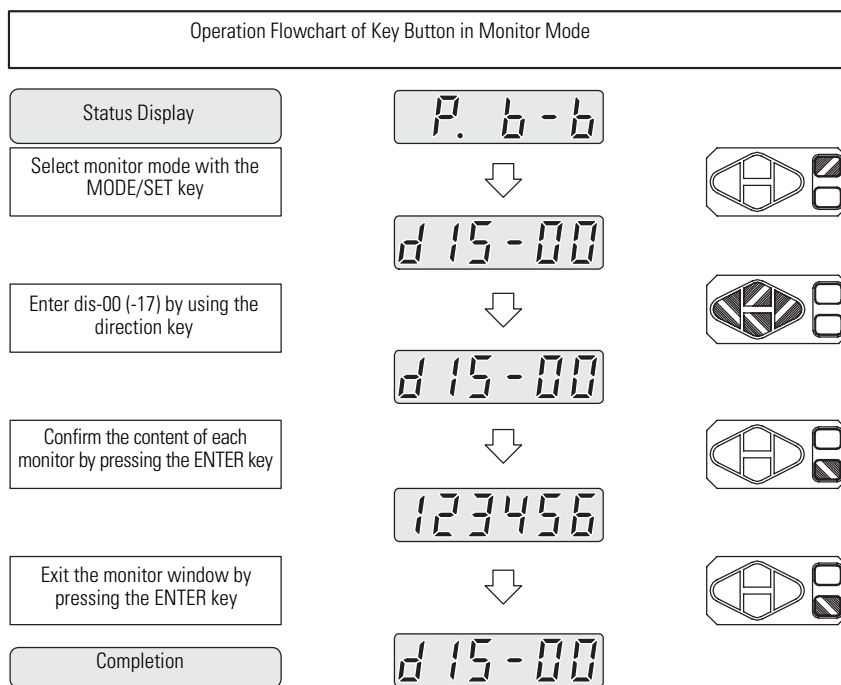 Operation Flowchart of Key Button in Monitor Mode
Status Display
P. b-b
Select monitor mode with the
MODE/SET key
dIS-00
Enter dis-00 (-17) by using the
direction key
dIS-00
Confirm the content of each
monitor by pressing the ENTER key
123456
Exit the monitor window by
pressing the ENTER key
Completion
dIS-00